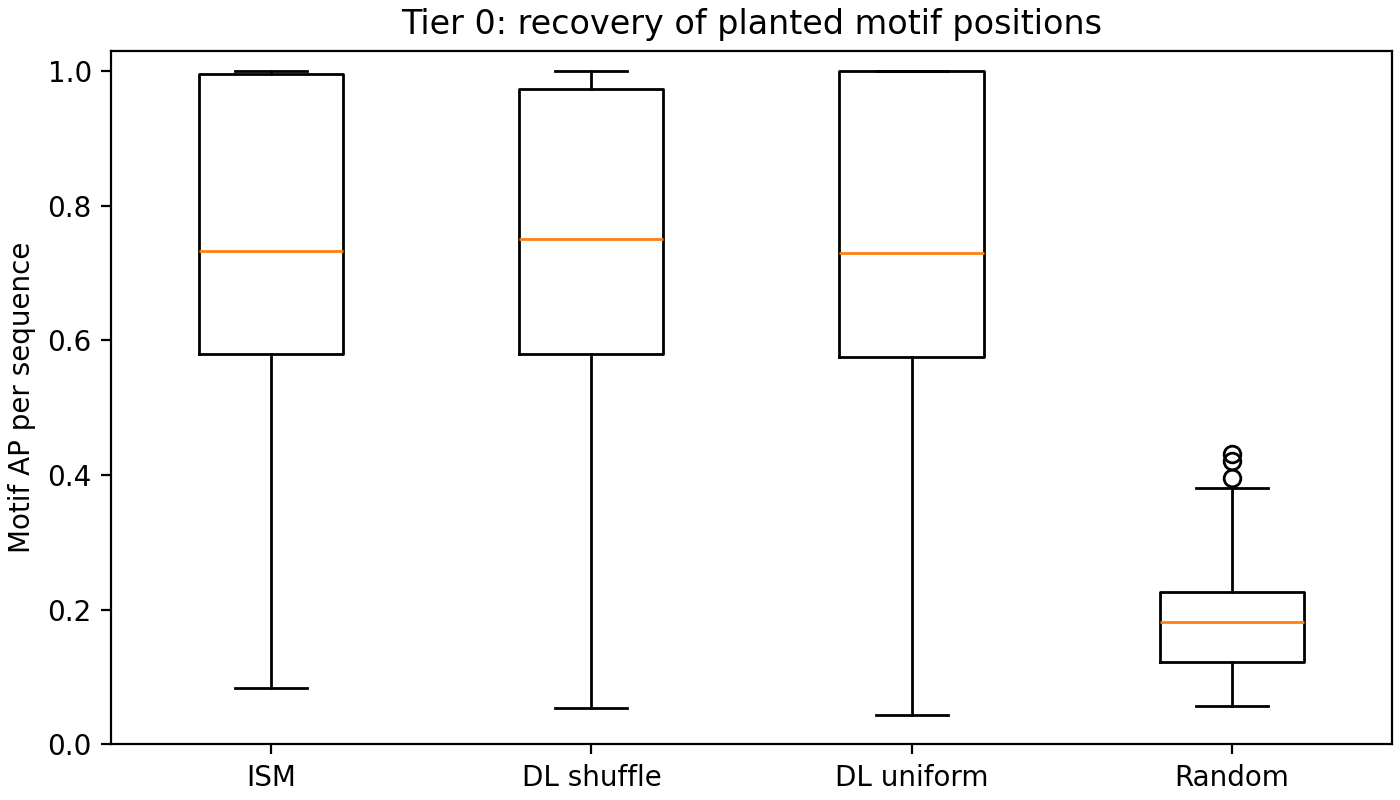 Tier 0: recovery of planted motif positions
Motif AP per sequence
1.0
0.8
0.6
0.4
0.2
0.0
ISM
DL shuffle
DL uniform
Random